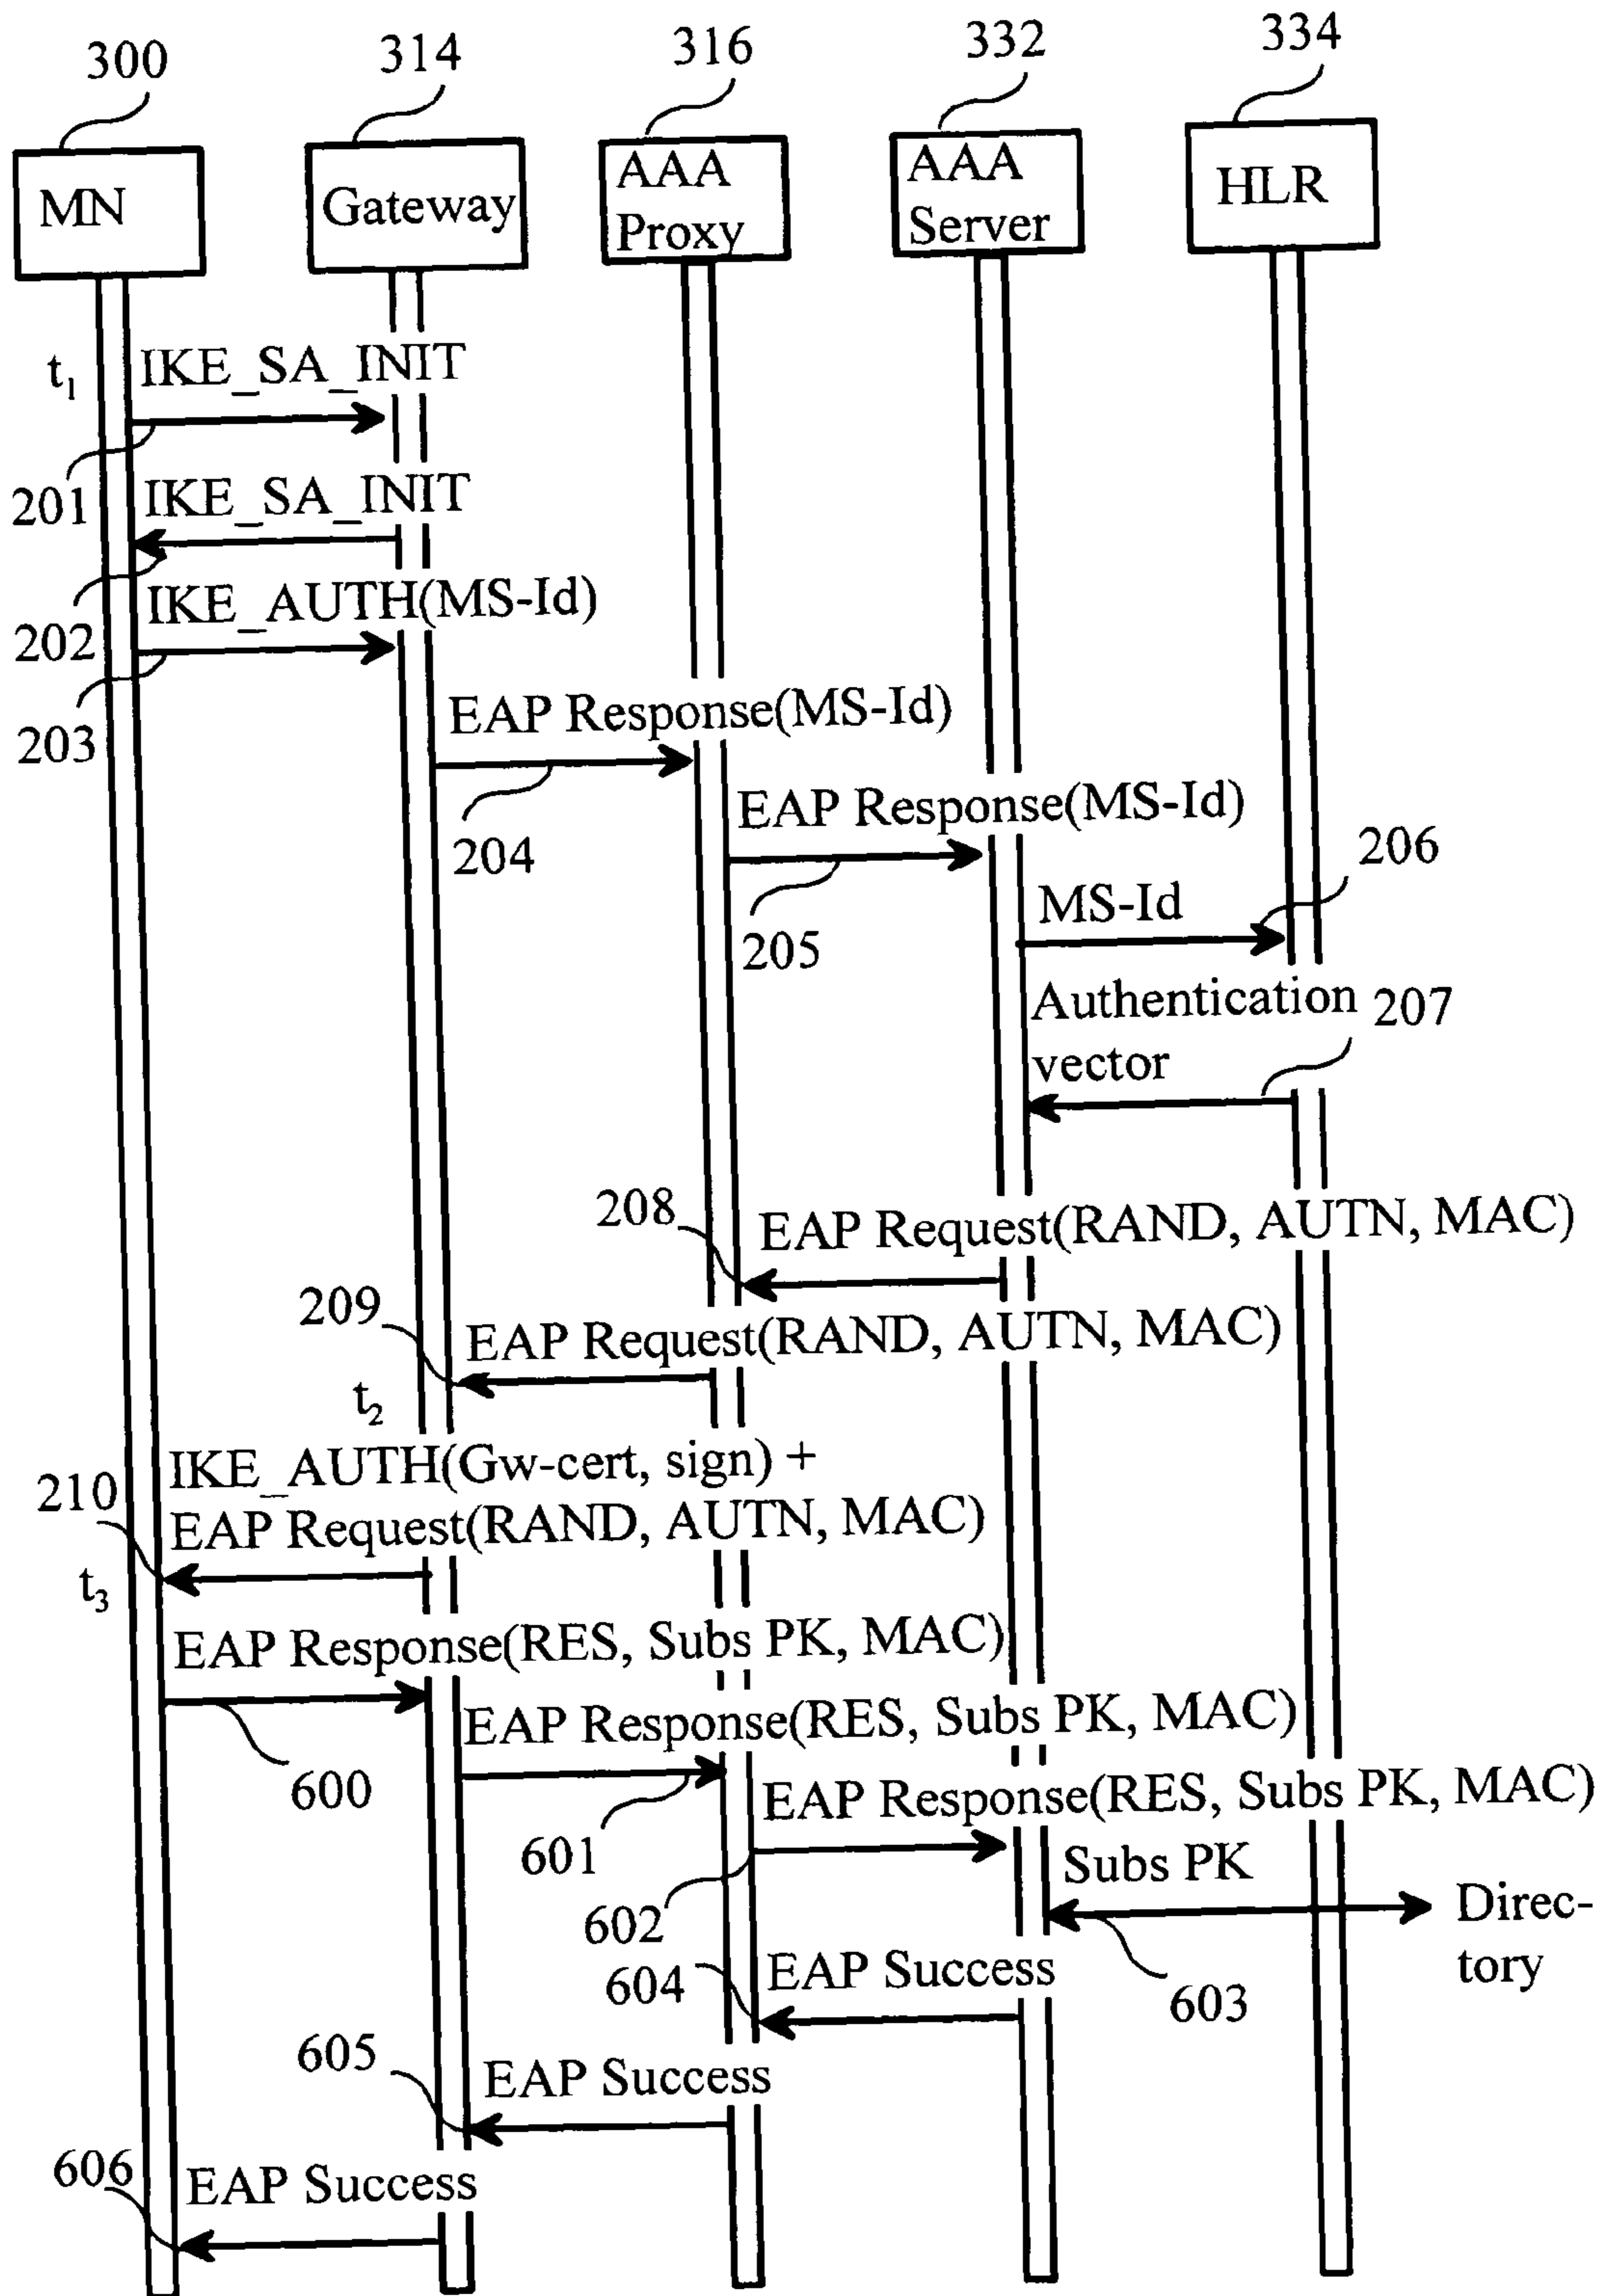 300
314
316
332
334
MN
Gateway
AAA
Proxy
AAA
Server
HLR
t1
IKE_SA_INIT
201
IKE_SA_INIT
202
IKE_AUTH(MS-Id)
203
EAP Response(MS-Id)
204
EAP Response(MS-Id)
205
206
MS-Id
Authentication
vector
207
208
EAP Request(RAND, AUTN, MAC)
209
EAP Request(RAND, AUTN, MAC)
t2
IKE_AUTH(Gw-cert, sign) +
210
EAP Request(RAND, AUTN, MAC)
t3
EAP Response(RES, Subs PK, MAC)
600
EAP Response(RES, Subs PK, MAC)
601
EAP Response(RES, Subs PK, MAC)
602
Subs PK
Direc-
tory
603
604
EAP Success
605
EAP Success
606
EAP Success